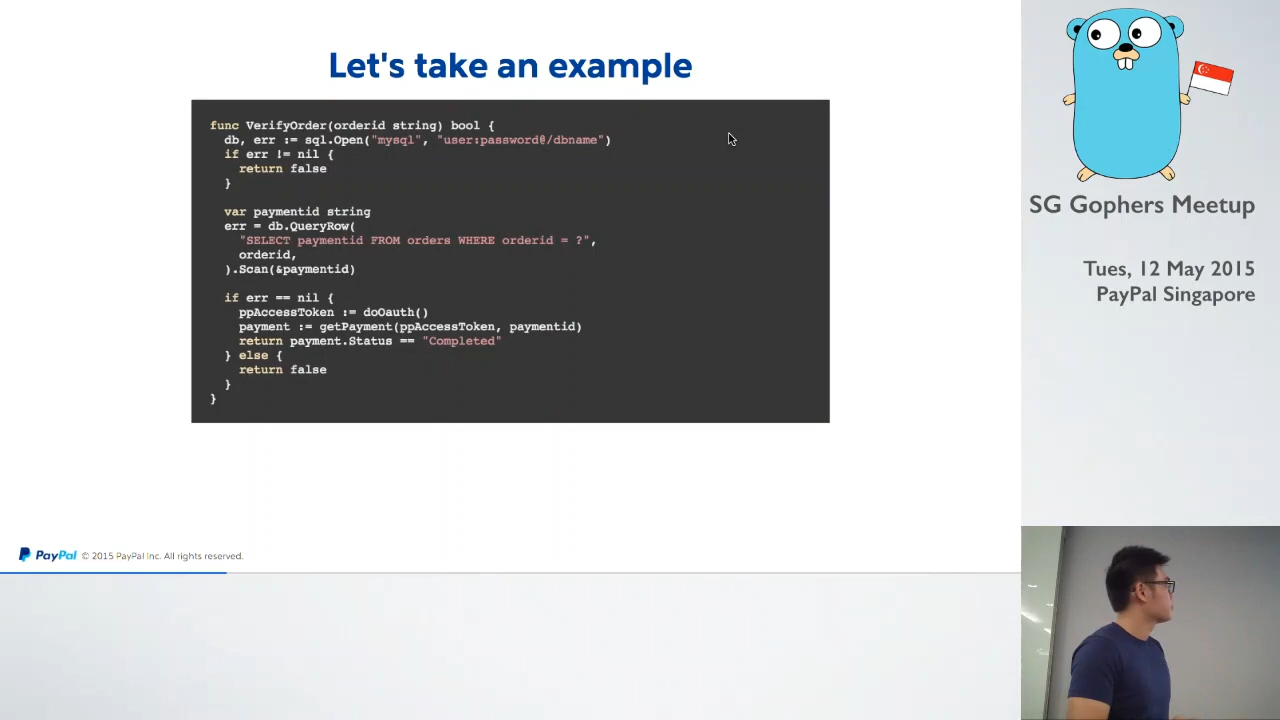 Let's take an example
func VerifyOrder(orderid string) bool {
  db, err := sql.Open("mysql", "user:password@/dbname")
  if err != nil {
    return false
  }

  var paymentid string
  err = db.QueryRow(
    "SELECT paymentid FROM orders WHERE orderid = ?",
    orderid,
  ).Scan(&paymentid)

  if err == nil {
    ppAccessToken := doOauth()
    payment := getPayment(ppAccessToken, paymentid)
    return payment.Status == "Completed"
  } else {
    return false
  }
}
PayPal © 2015 PayPal Inc. All rights reserved.
SG Gophers Meetup
Tues, 12 May 2015
PayPal Singapore